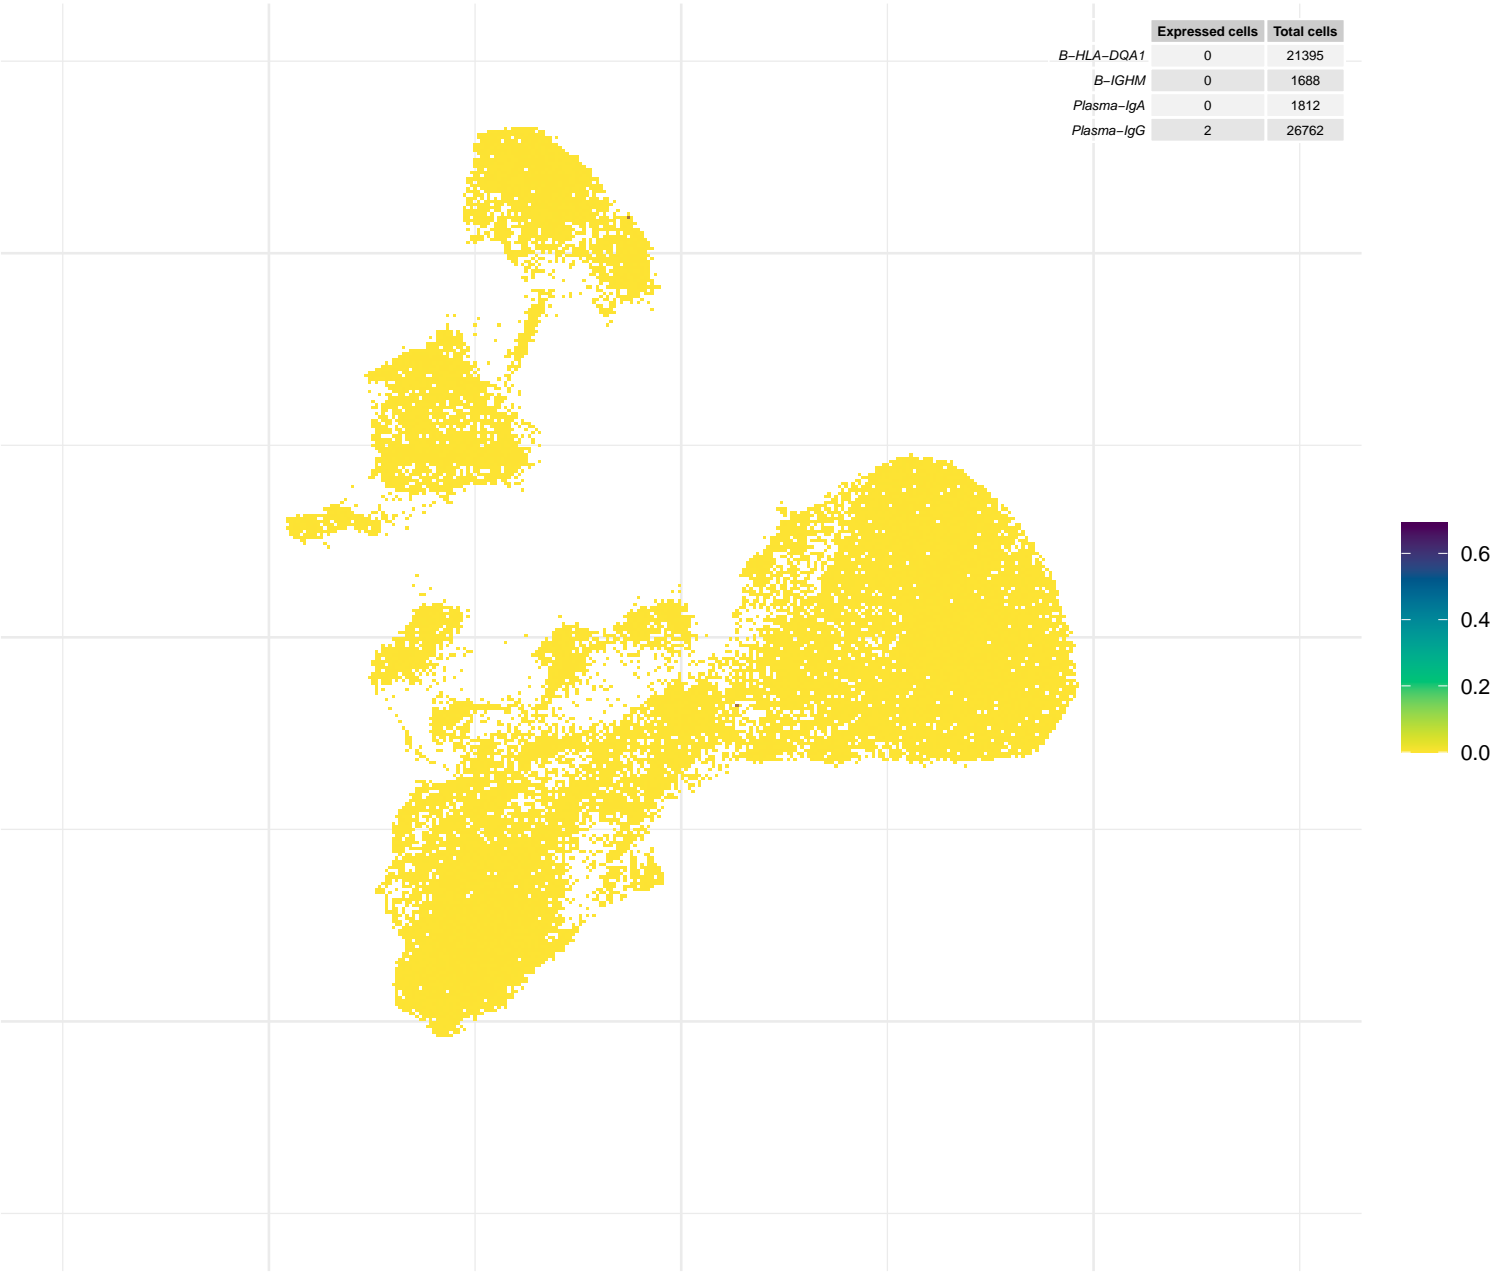 Expressed cells Total cells
B−HLA−DQA1 0 21395
B−IGHM 0 1688
Plasma−IgA 0 1812
Plasma−IgG 2 26762
0.6
0.4
0.2
0.0